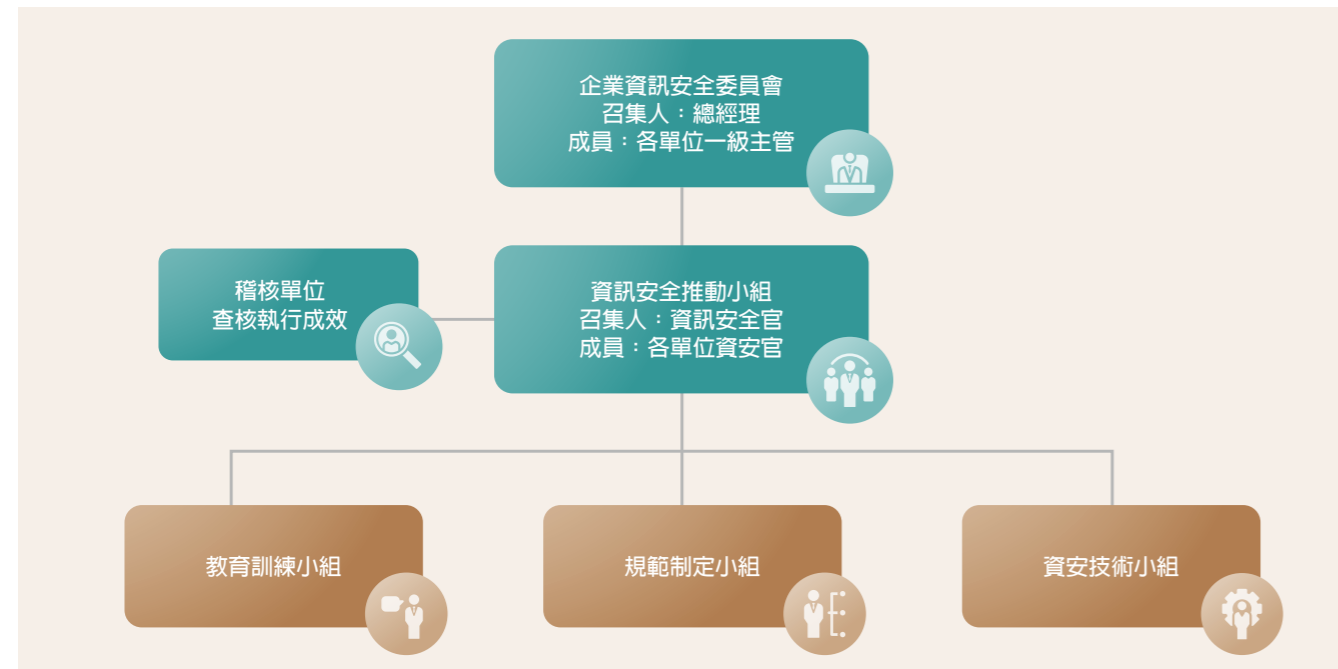 企業資訊安全委員會
召集人：總經理
成員：各單位一級主管
稽核單位
查核執行成效
資訊安全推動小組
召集人：資訊安全官
成員：各單位資安官
教育訓練小組
規範制定小組
資安技術小組